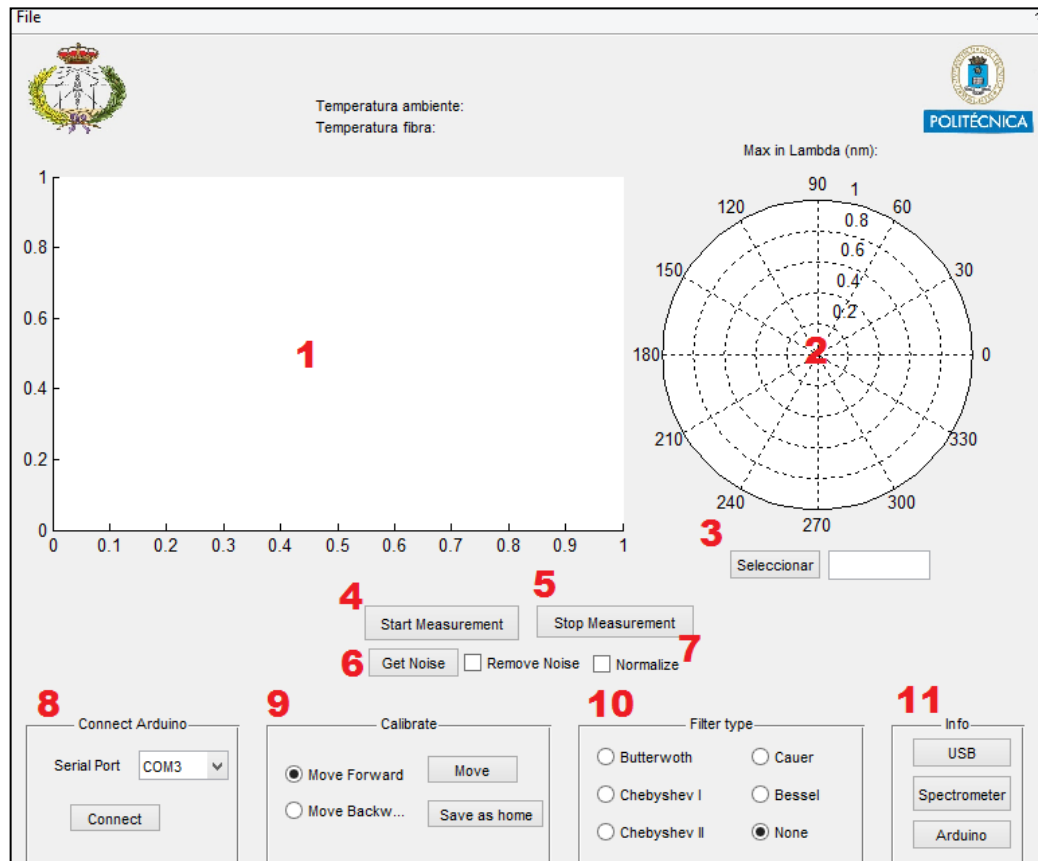 File
Temperatura ambiente:
Temperatura fibra:
POLITÉCNICA
Max in Lambda (nm):
1
0.8
0.6
0.4
0.2
0
0 0.1 0.2 0.3 0.4 0.5 0.6 0.7 0.8 0.9 1
1
90
120 60
1
0.8
0.6
0.4
0.2
150 30
180 2 0
210 330
240 300
270
3
Seleccionar
4 Start Measurement
5 Stop Measurement
6 Get Noise Remove Noise Normalize 7
8
Connect Arduino
Serial Port COM3
Connect
9
Calibrate
Move Forward Move
Move Backw... Save as home
10
Filter type
Butterwoth Cauer
Chebyshev I Bessel
Chebyshev II None
11
Info
USB
Spectrometer
Arduino